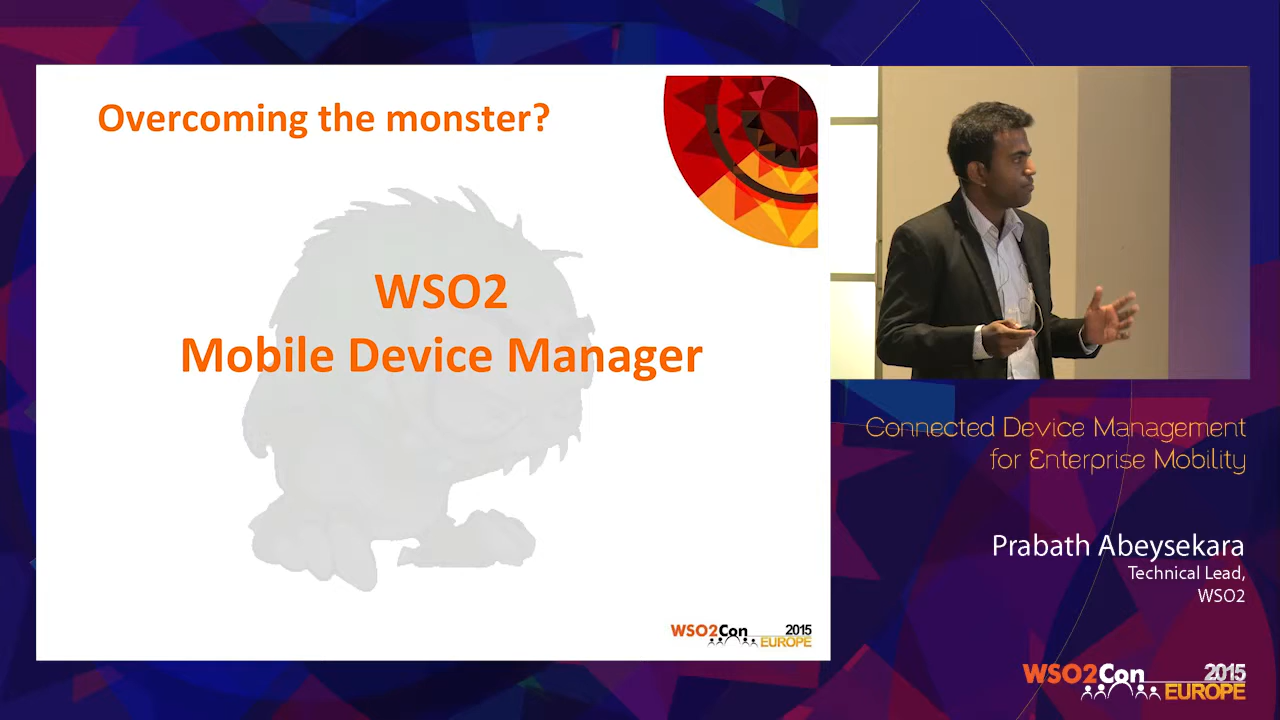 Overcoming the monster?
WSO2
Mobile Device Manager
WSO2Con 2015
EUROPE
Connected Device Management
for Enterprise Mobility
Prabath Abeysekara
Technical Lead,
WSO2
WSO2Con 2015
EUROPE